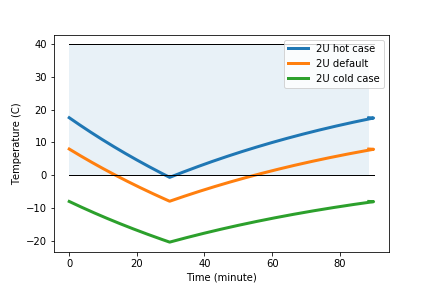 40
30
20
10
0
−10
−20
Temperature (C)
2U hot case
2U default
2U cold case
0
20
40
60
80
Time (minute)